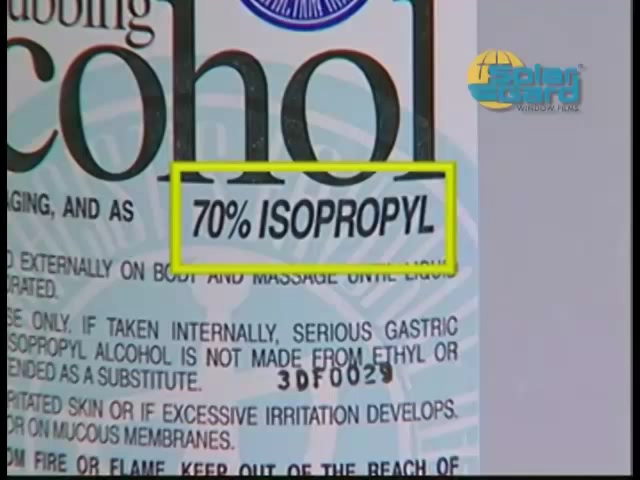 cohol
Solar
Guard
WINDOW FILMS
AGING, AND AS
70% ISOPROPYL
EXTERNALLY ON BODY AND MASSAGE UNTIL LIQUID
ONLY. IF TAKEN INTERNALLY, SERIOUS GASTRIC
SOPROPYL ALCOHOL IS NOT MADE FROM ETHYL OR
ENDED AS A SUBSTITUTE.
3DF0029
RITATED SKIN OR IF EXCESSIVE IRRITATION DEVELOPS.
OR ON MUCOUS MEMBRANES.
OM FIRE OR FLAME. KEEP OUT OF THE REACH OF